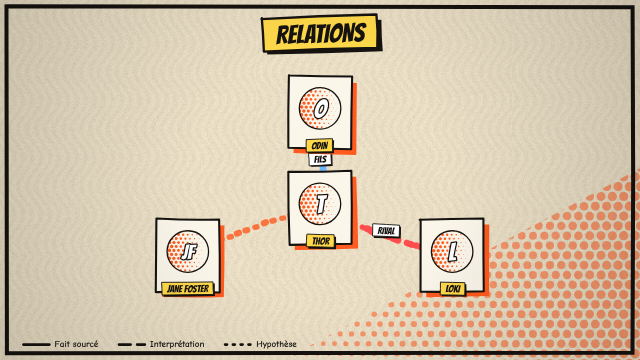 RELATIONS
O
ODIN
FILS
T
THOR
RIVAL
JF
JANE FOSTER
L
LOKI
Fait sourcé
Interprétation
Hypothèse